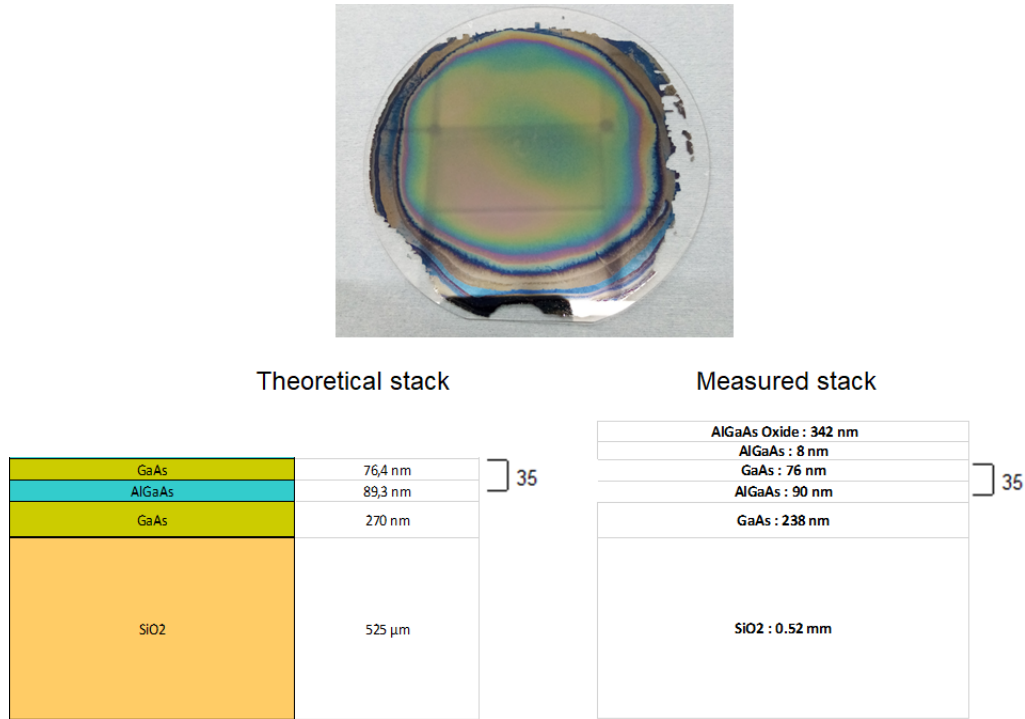 Theoretical stack
GaAs 76,4 nm
AlGaAs 89,3 nm
35
GaAs 270 nm
SiO2 525 µm
Measured stack
AlGaAs Oxide : 342 nm
AlGaAs : 8 nm
GaAs : 76 nm
AlGaAs : 90 nm
35
GaAs : 238 nm
SiO2 : 0.52 mm